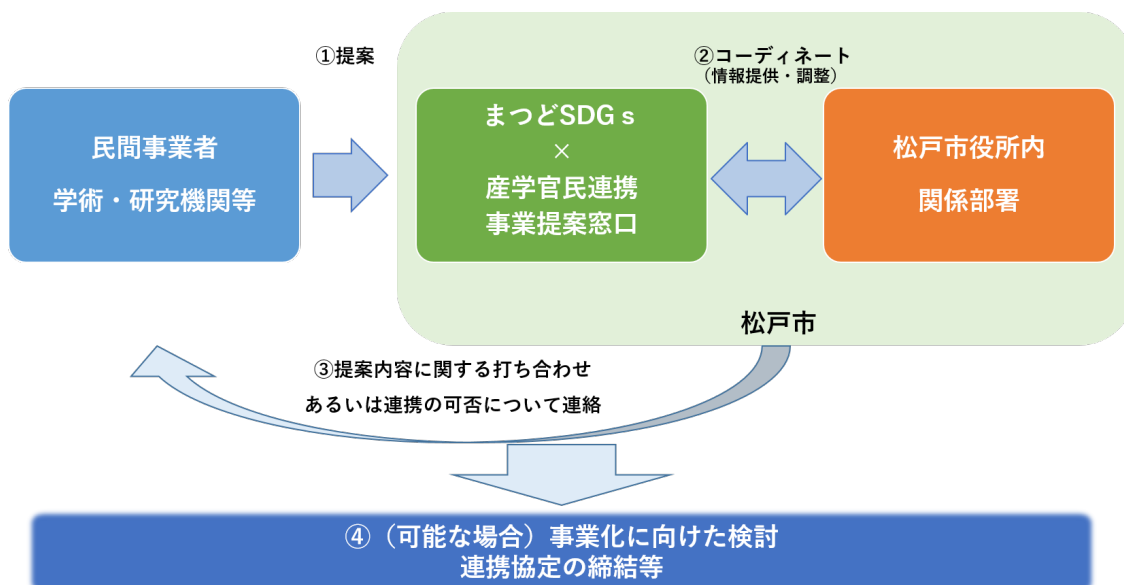 ①提案
②コーディネート
（情報提供・調整）
民間事業者
学術・研究機関等
まつどSDGｓ
×
産学官民連携
事業提案窓口
松戸市役所内
関係部署
松戸市
③提案内容に関する打ち合わせ
あるいは連携の可否について連絡
④（可能な場合）事業化に向けた検討
連携協定の締結等